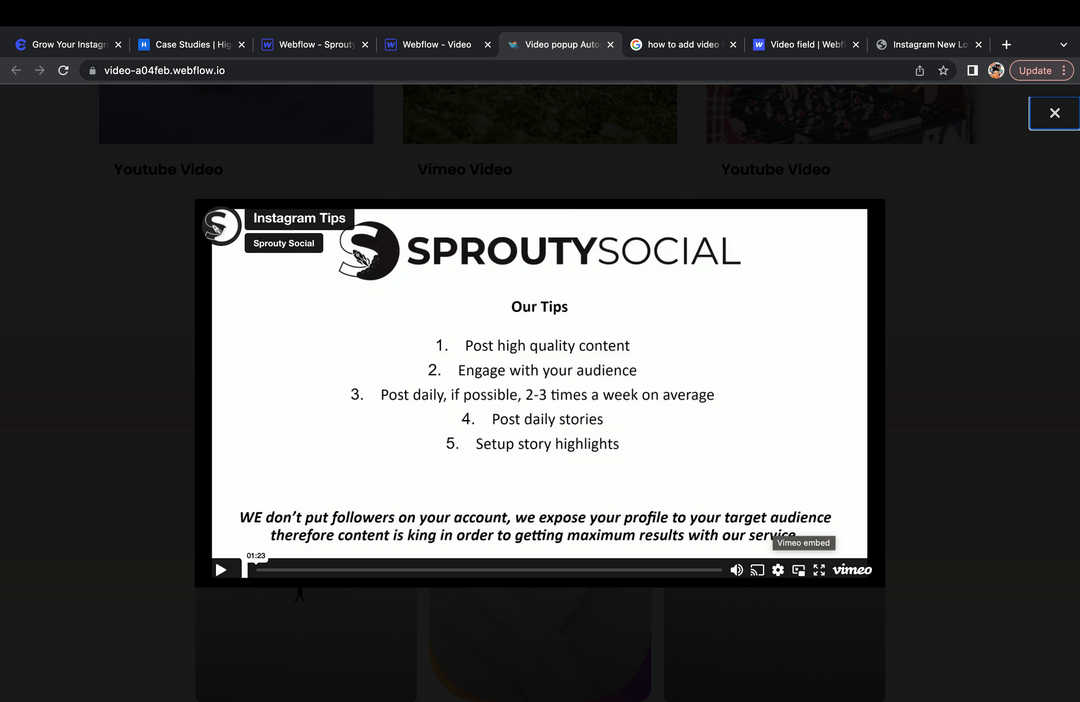 Grow Your Instagr
Case Studies | Hig
Webflow - Sprouty
Webflow - Video
Video popup Auto
how to add video
Video field | Webfl
Instagram New Lo
video-a04feb.webflow.io
Update
Youtube Video
Vimeo Video
Youtube Video
Instagram Tips
Sprouty Social
SPROUTYSOCIAL
Our Tips
1. Post high quality content
2. Engage with your audience
3. Post daily, if possible, 2-3 times a week on average
4. Post daily stories
5. Setup story highlights
WE don't put followers on your account, we expose your profile to your target audience
therefore content is king in order to getting maximum results with our service
Vimeo embed
01:23
vimeo